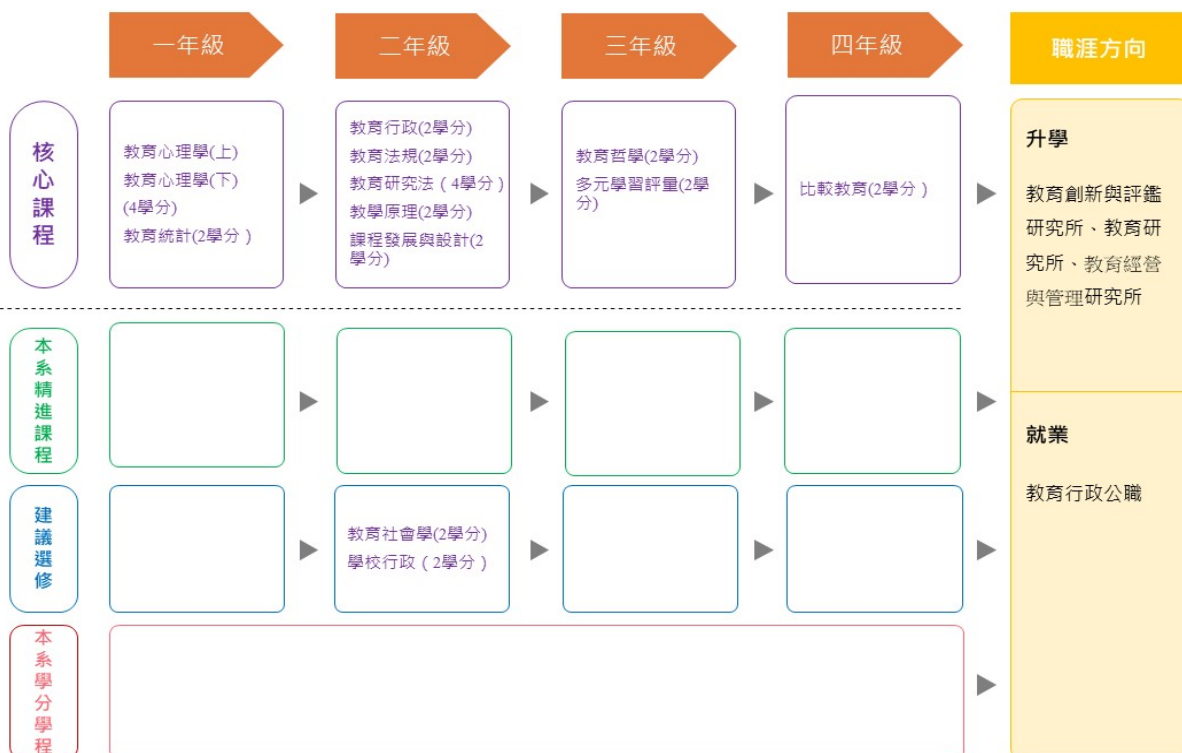 一年級
二年級
三年級
四年級
職涯方向
核心課程
教育心理學(上)
教育心理學(下)
(4學分)
教育統計(2學分）
教育行政(2學分)
教育法規(2學分)
教育研究法（4學分）
教學原理(2學分)
課程發展與設計(2
學分)
教育哲學(2學分)
多元學習評量(2學
分)
比較教育(2學分）
升學
教育創新與評鑑
研究所、教育研
究所、教育經營
與管理研究所
本系精進課程
建議選修
教育社會學(2學分)
學校行政（2學分）
就業
教育行政公職
本系學分學程